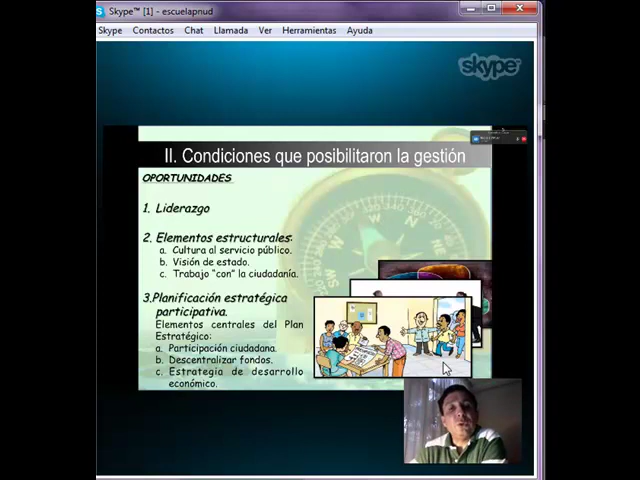 Skype™ [1] - escuelapnud
Skype Contactos Chat Llamada Ver Herramientas Ayuda
skype
II. Condiciones que posibilitaron la gestión
OPORTUNIDADES
1. Liderazgo
2. Elementos estructurales:
a. Cultura al servicio público.
b. Visión de estado.
c. Trabajo "con" la ciudadanía.
3.Planificación estratégica
participativa.
Elementos centrales del Plan
Estratégico:
a. Participación ciudadana.
b. Descentralizar fondos.
c. Estrategia de desarrollo
económico.